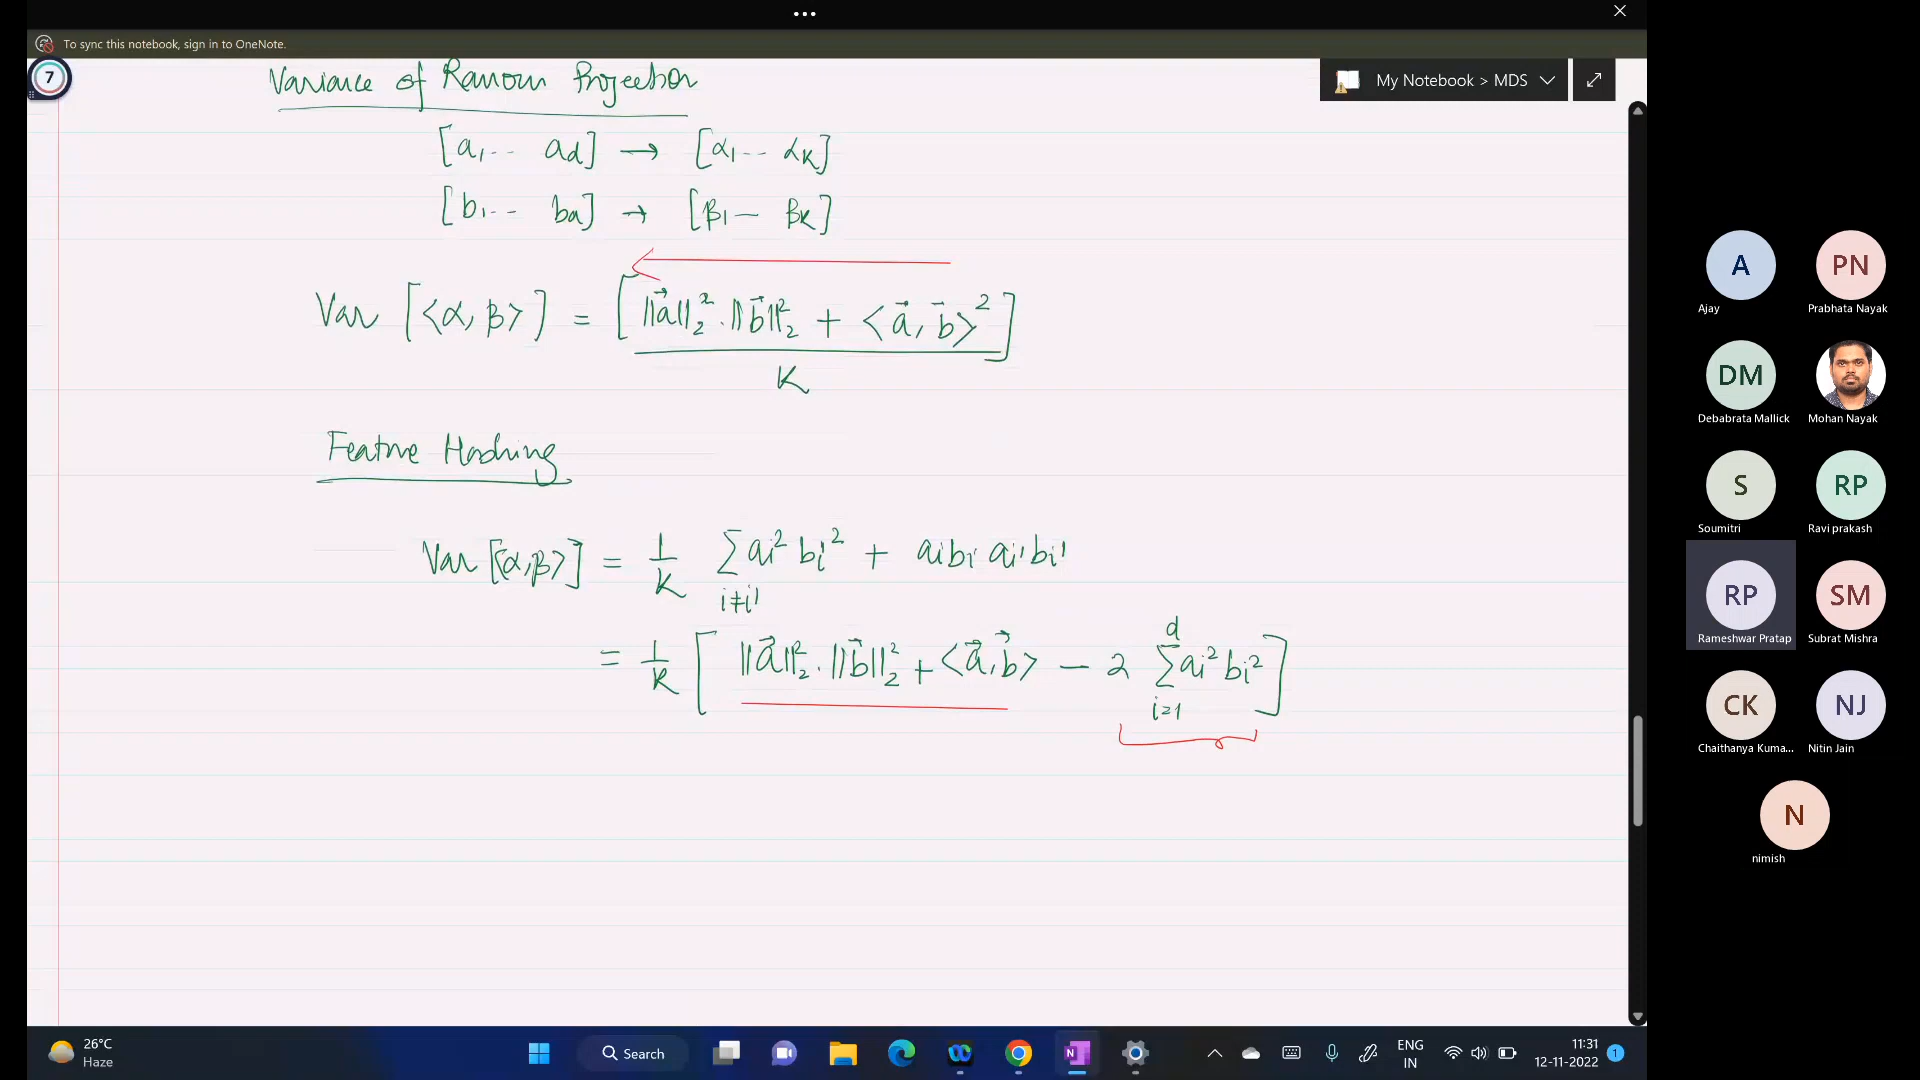 To sync this notebook, sign in to OneNote.
7
My Notebook > MDS
Variance of Random Projection
[a₁.. ad] → [α₁.. αK]
[b₁.. bd] → [β₁— βK]
Var [<α, β>] = [||a⃗||₂². ||b⃗||₂² + <a⃗, b⃗>²]
K
Feature Hashing
Var [<α,β>] = 1/K Σ ai² bi'² + aibi ai'bi'
i≠i'
= 1/K [ ||a⃗||₂². ||b⃗||₂² + <a⃗, b⃗> — 2 Σ ai² bi² ]
d
i=1
A
Ajay
PN
Prabhata Nayak
DM
Debabrata Mallick
Mohan Nayak
S
Soumitri
RP
Ravi prakash
RP
Rameshwar Pratap
SM
Subrat Mishra
CK
Chaithanya Kuma...
NJ
Nitin Jain
N
nimish
26°C
Haze
Search
ENG
IN
11:31
12-11-2022
1